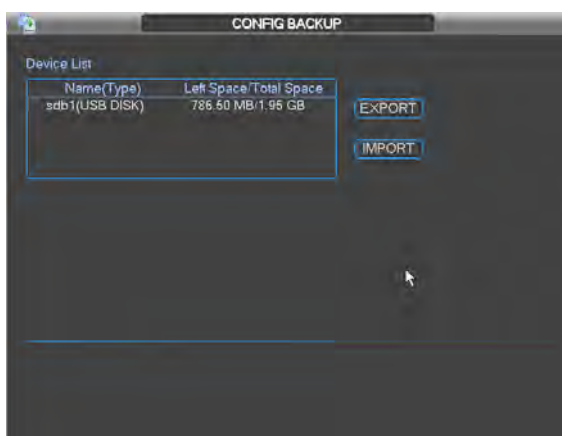 CONFIG BACKUP
Device List
Name(Type) Left Space/Total Space
sdb1(USB DISK) 786.50 MB/1.95 GB
EXPORT
IMPORT